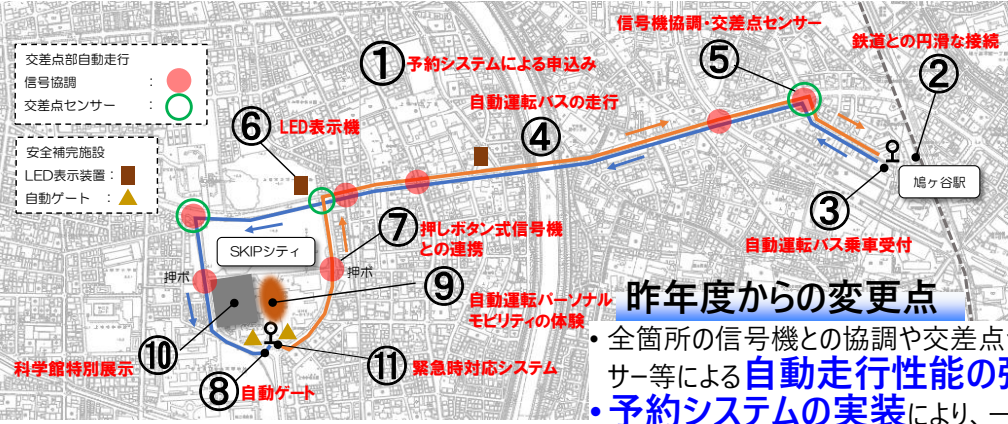 交差点部自動走行
信号協調 :
交差点センサー :
安全補完施設
LED表示装置:
自動ゲート :
① 予約システムによる申込み
信号機協調・交差点センサー
⑤
鉄道との円滑な接続
②
⑥ LED表示機
自動運転バスの走行
④
鳩ヶ谷駅
③
自動運転バス乗車受付
⑦ 押しボタン式信号機
との連携
SKIPシティ
押ボ
押ボ
⑨ 自動運転パーソナル
モビリティの体験
⑩
科学館特別展示
⑧ 自動ゲート
⑪ 緊急時対応システム
昨年度からの変更点
• 全箇所の信号機との協調や交差点
サー等による自動走行性能の強
• 予約システムの実装により、一